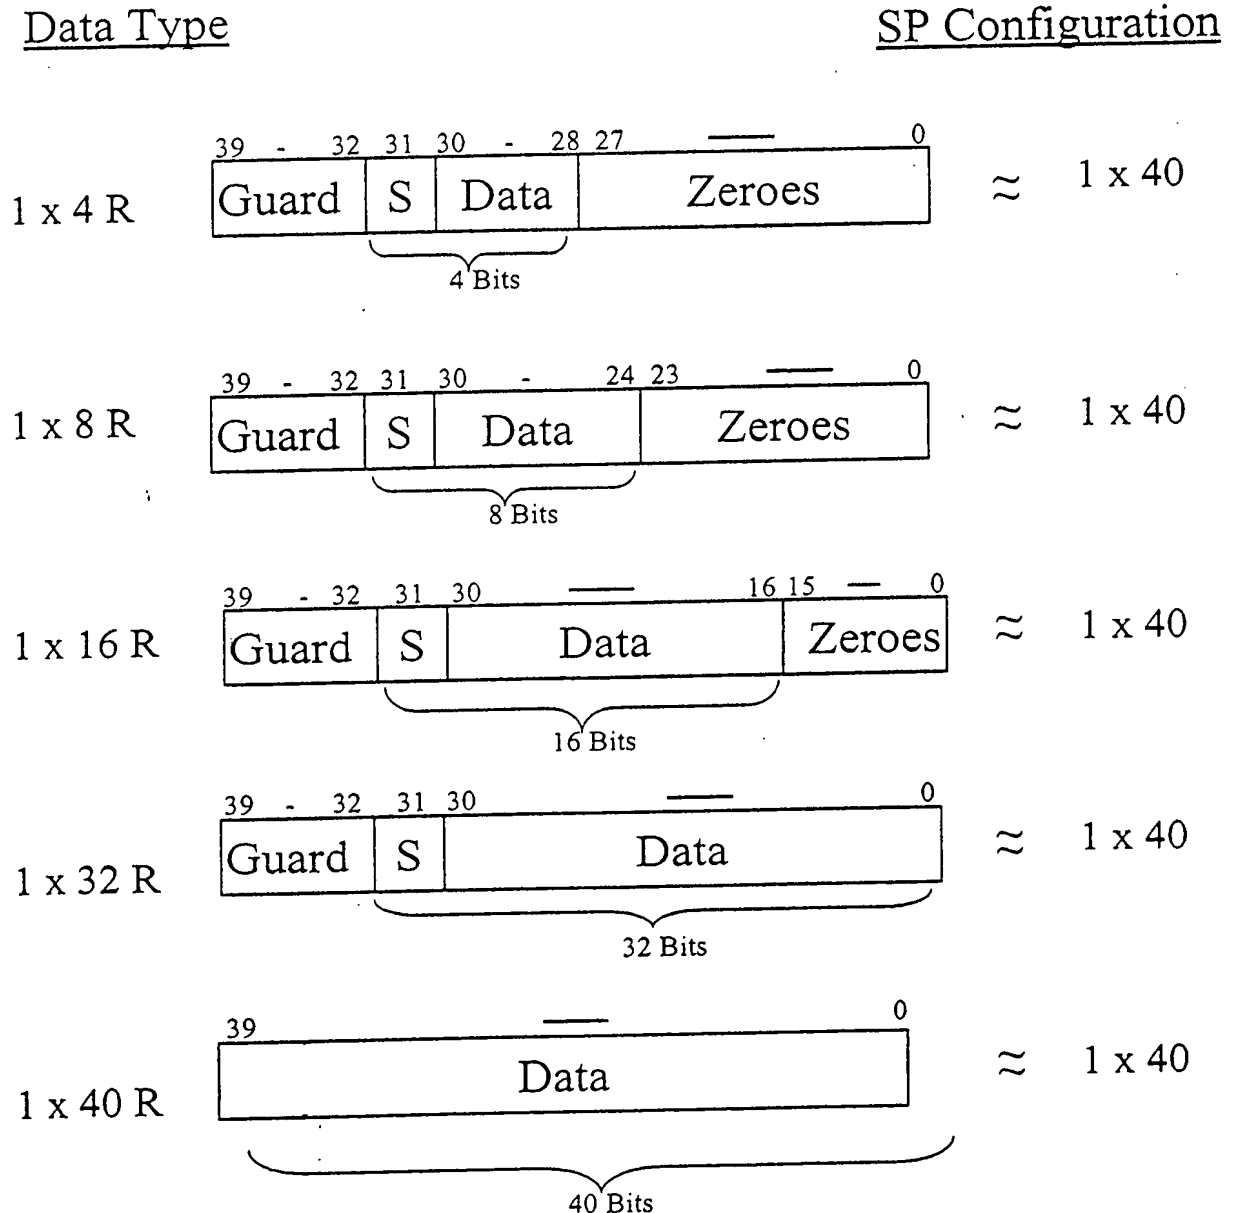 Data Type SP Configuration
39 - 32 31 30 - 28 27 — 0
1 x 4 R Guard S Data Zeroes ≈ 1 x 40
4 Bits
39 - 32 31 30 - 24 23 — 0
1 x 8 R Guard S Data Zeroes ≈ 1 x 40
8 Bits
39 - 32 31 30 — 16 15 — 0
1 x 16 R Guard S Data Zeroes ≈ 1 x 40
16 Bits
39 - 32 31 30 — 0
1 x 32 R Guard S Data ≈ 1 x 40
32 Bits
39 — 0
1 x 40 R Data ≈ 1 x 40
40 Bits